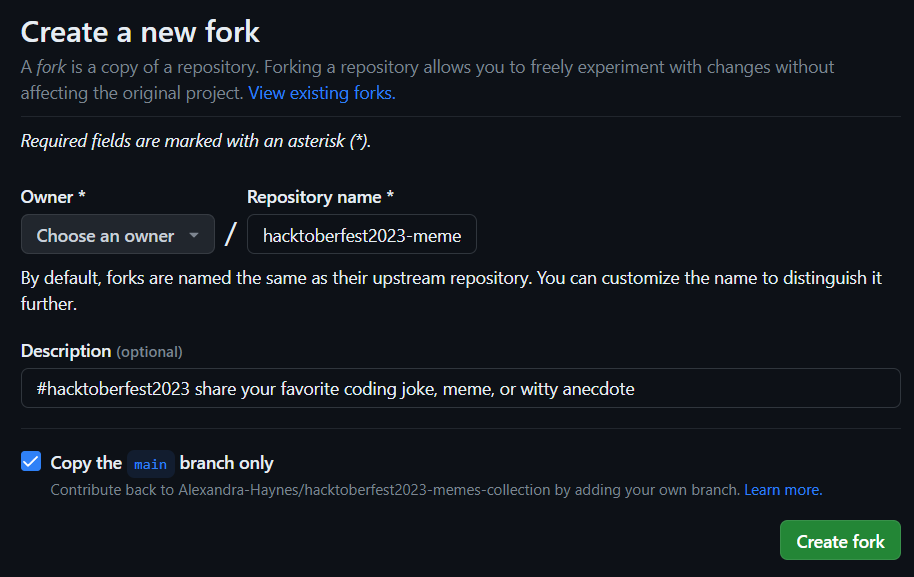 Create a new fork
A fork is a copy of a repository. Forking a repository allows you to freely experiment with changes without
affecting the original project. View existing forks.
Required fields are marked with an asterisk (*).
Owner * Repository name *
Choose an owner / hacktoberfest2023-meme
By default, forks are named the same as their upstream repository. You can customize the name to distinguish it
further.
Description (optional)
#hacktoberfest2023 share your favorite coding joke, meme, or witty anecdote
Copy the main branch only
Contribute back to Alexandra-Haynes/hacktoberfest2023-memes-collection by adding your own branch. Learn more.
Create fork